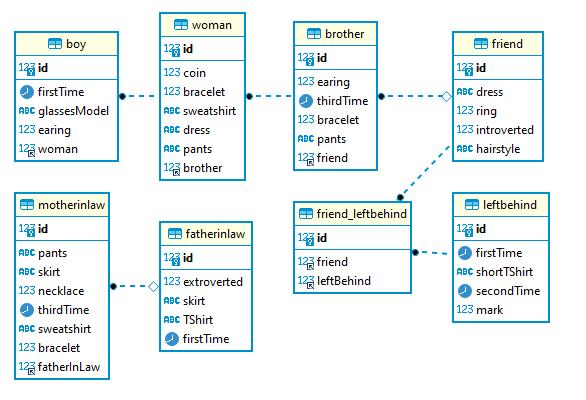 boy
123 id
firstTime
ABC glassesModel
123 earing
123 woman
woman
123 id
123 coin
123 bracelet
ABC sweatshirt
ABC dress
ABC pants
123 brother
brother
123 id
123 earing
thirdTime
123 bracelet
ABC pants
123 friend
friend
123 id
ABC dress
123 ring
123 introverted
ABC hairstyle
motherinlaw
123 id
ABC pants
ABC skirt
123 necklace
thirdTime
ABC sweatshirt
123 bracelet
123 fatherInLaw
fatherinlaw
123 id
123 extroverted
ABC skirt
ABC TShirt
firstTime
friend_leftbehind
123 id
123 friend
123 leftBehind
leftbehind
123 id
firstTime
ABC shortTShirt
secondTime
123 mark